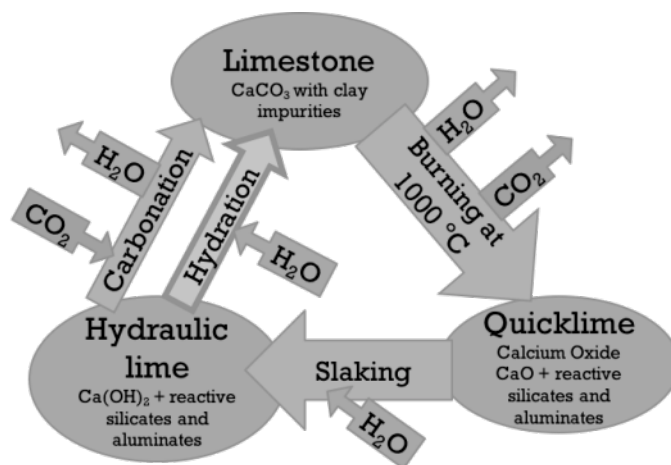 Limestone
CaCO₃ with clay
impurities
H₂O
CO₂
Burning at
1000 °C
Quicklime
Calcium Oxide
CaO + reactive
silicates and
aluminates
Slaking
H₂O
Hydraulic
lime
Ca(OH)₂ + reactive
silicates and
aluminates
Carbonation
CO₂
H₂O
Hydration
H₂O